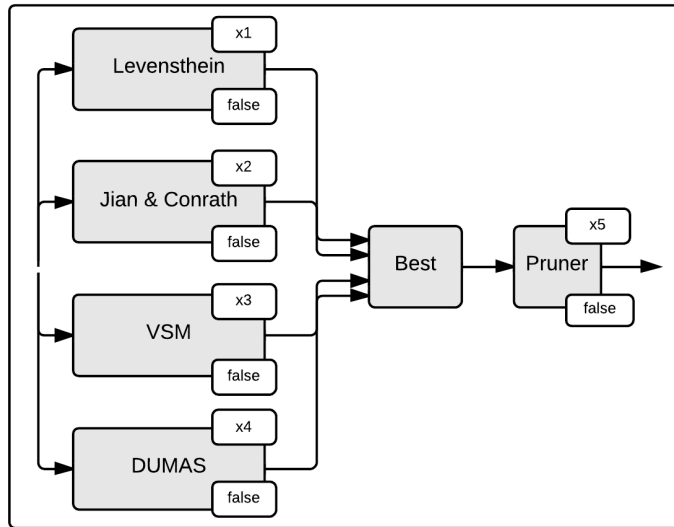 x1
Levensthein
false
x2
Jian & Conrath
false
x3
VSM
false
x4
DUMAS
false
Best
x5
Pruner
false